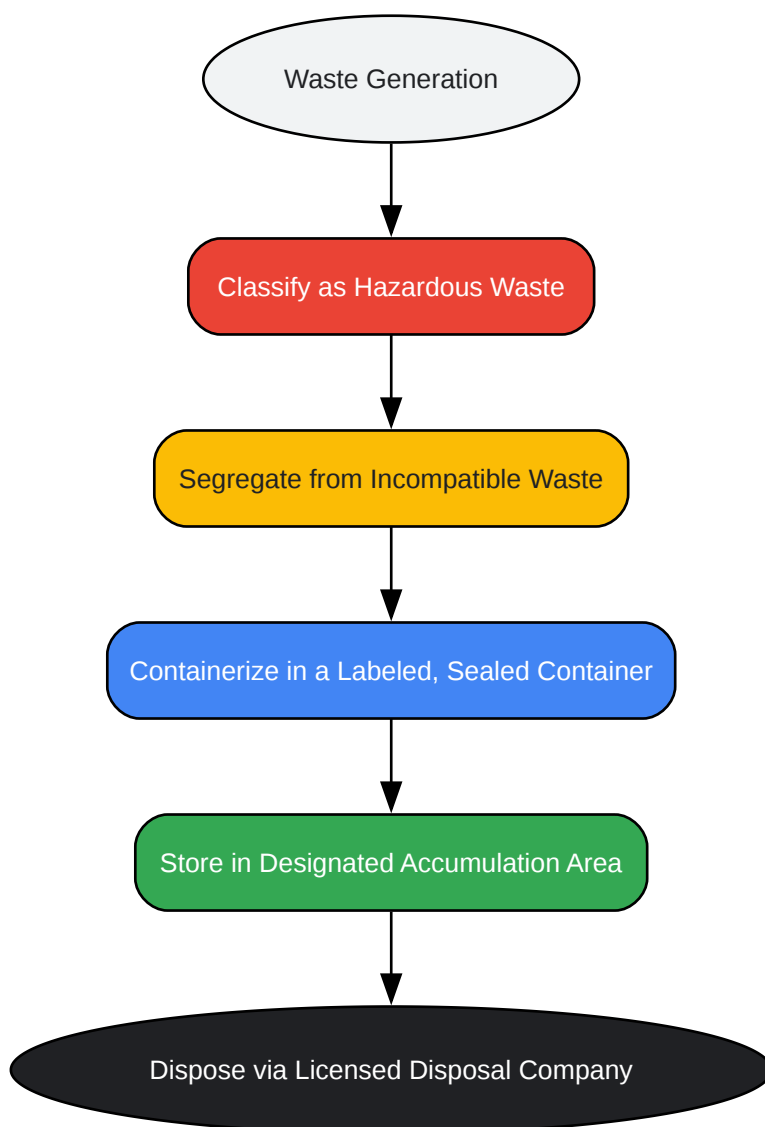 Waste Generation
Classify as Hazardous Waste
Segregate from Incompatible Waste
Containerize in a Labeled, Sealed Container
Store in Designated Accumulation Area
Dispose via Licensed Disposal Company